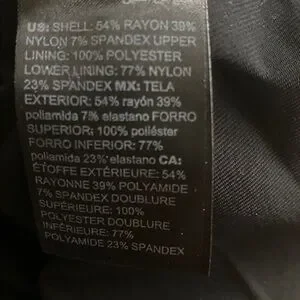 US: SHELL: 54% RAYON 39%
NYLON 7% SPANDEX UPPER
LINING: 100% POLYESTER
LOWER LINING: 77% NYLON
23% SPANDEX MX: TELA
EXTERIOR: 54% rayón 39%
poliamida 7% elastano FORRO
SUPERIOR: 100% poliéster
FORRO INFERIOR: 77%
poliamida 23% elastano CA:
ÉTOFFE EXTÉRIEURE: 54%
RAYONNE 39% POLYAMIDE
7% SPANDEX DOUBLURE
SUPÉRIEURE: 100%
POLYESTER DOUBLURE
INFÉRIEURE: 77%
POLYAMIDE 23% SPANDEX